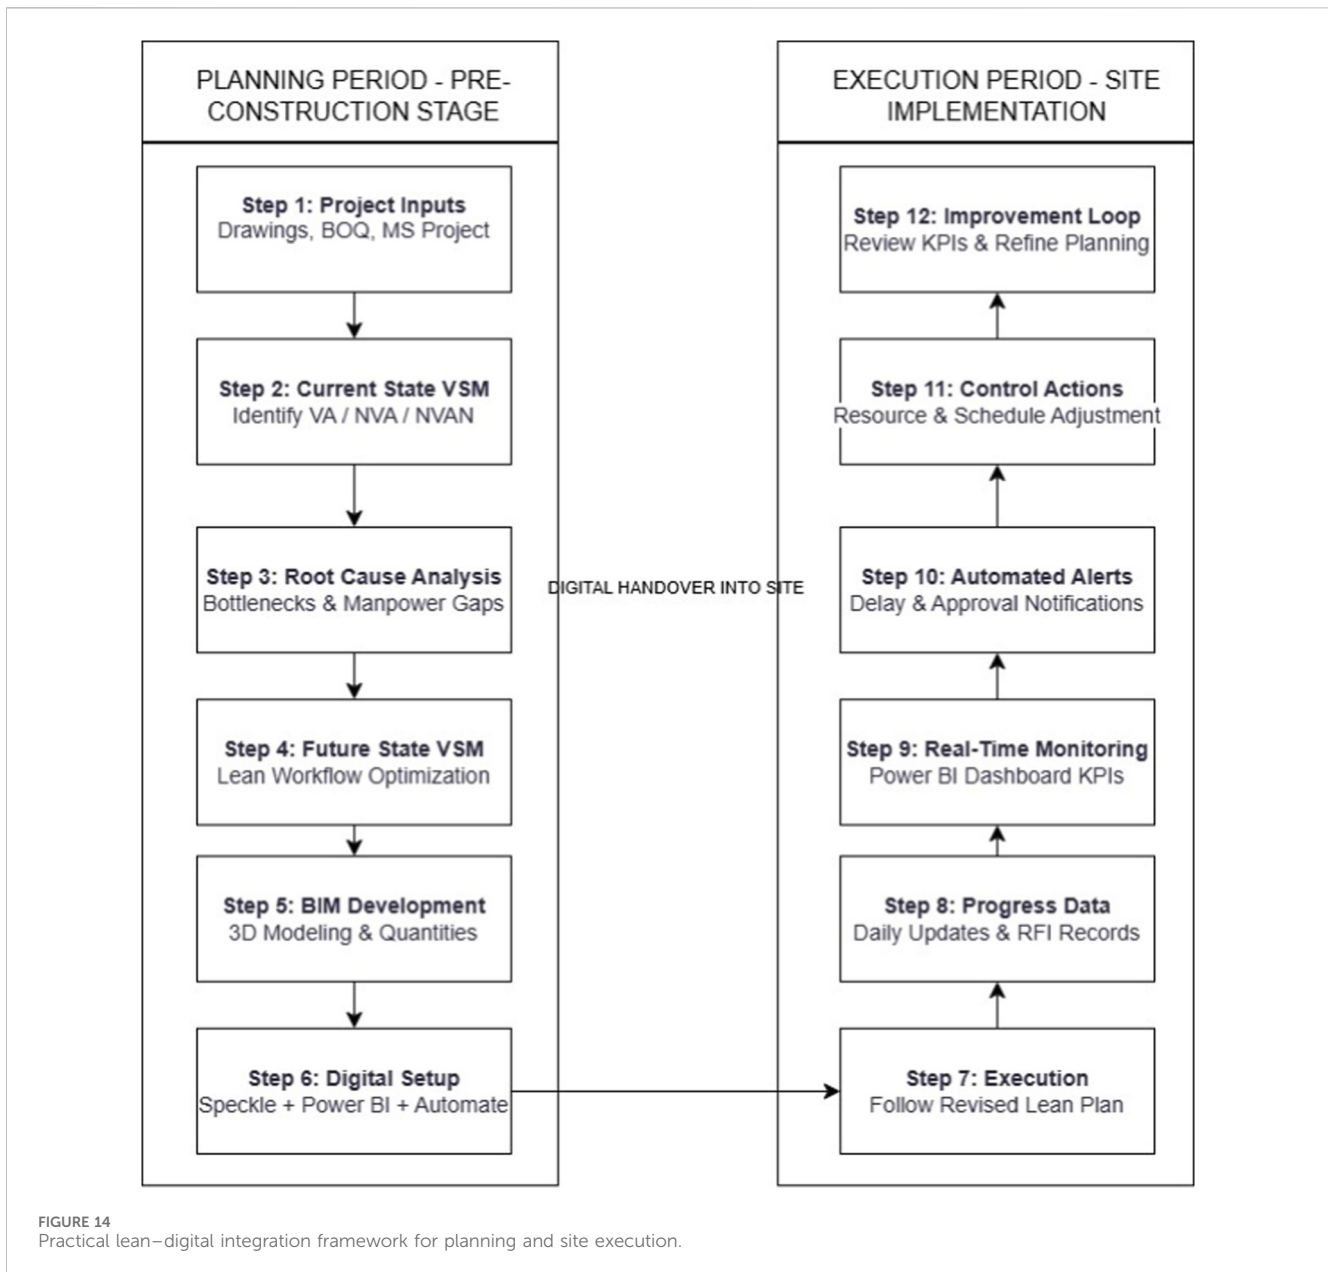 PLANNING PERIOD - PRE-
CONSTRUCTION STAGE
Step 1: Project Inputs
Drawings, BOQ, MS Project
Step 2: Current State VSM
Identify VA / NVA / NVAN
Step 3: Root Cause Analysis
Bottlenecks & Manpower Gaps
Step 4: Future State VSM
Lean Workflow Optimization
Step 5: BIM Development
3D Modeling & Quantities
Step 6: Digital Setup
Speckle + Power BI + Automate
DIGITAL HANDOVER INTO SITE
EXECUTION PERIOD - SITE
IMPLEMENTATION
Step 12: Improvement Loop
Review KPIs & Refine Planning
Step 11: Control Actions
Resource & Schedule Adjustment
Step 10: Automated Alerts
Delay & Approval Notifications
Step 9: Real-Time Monitoring
Power BI Dashboard KPIs
Step 8: Progress Data
Daily Updates & RFI Records
Step 7: Execution
Follow Revised Lean Plan
FIGURE 14
Practical lean–digital integration framework for planning and site execution.